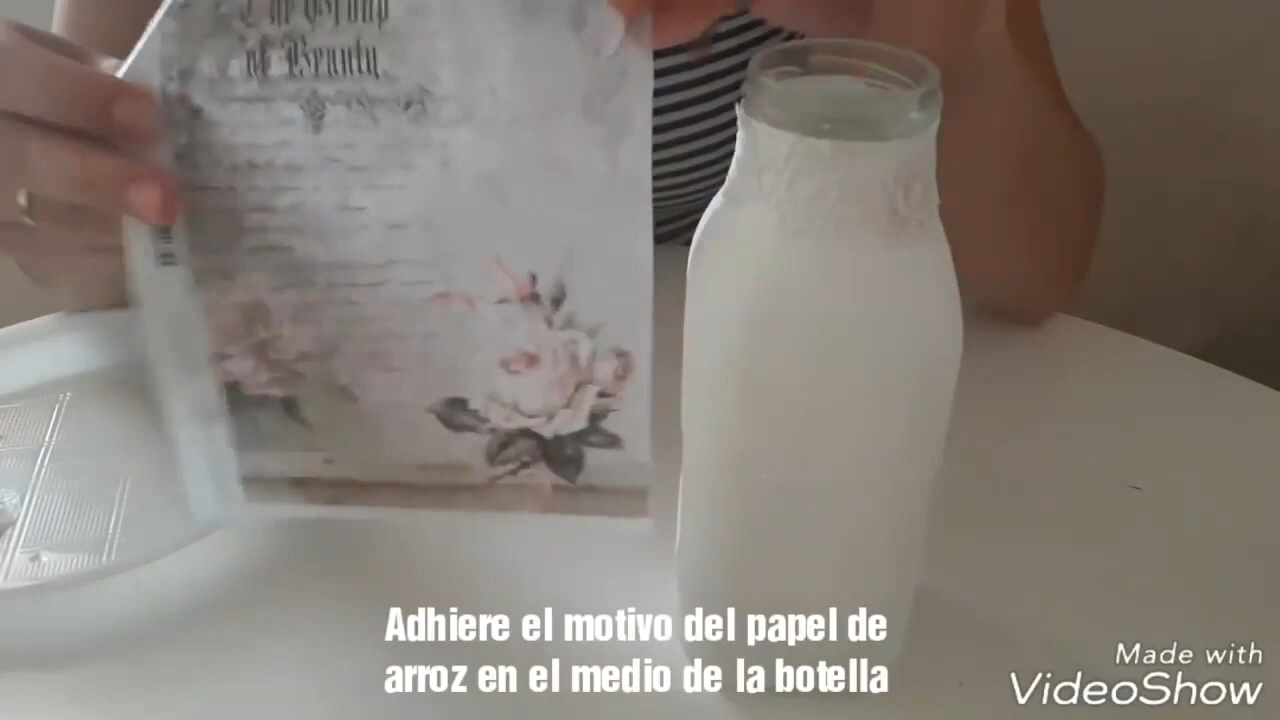 of Beauty
Adhiere el motivo del papel de
arroz en el medio de la botella
Made with
VideoShow